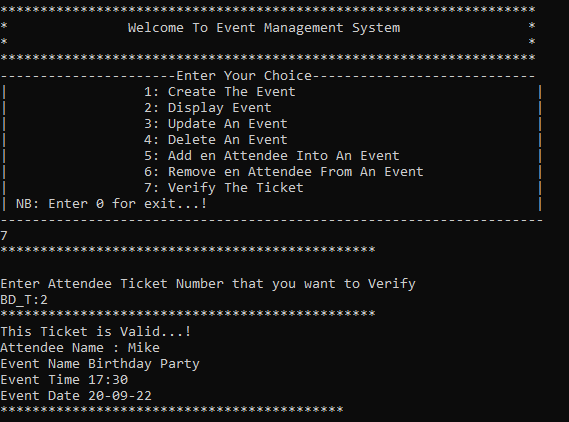 *******************************************************************
*               Welcome To Event Management System                *
*                                                                 *
*******************************************************************
----------------------Enter Your Choice----------------------------
|                 1: Create The Event                              |
|                 2: Display Event                                 |
|                 3: Update An Event                               |
|                 4: Delete An Event                               |
|                 5: Add en Attendee Into An Event                 |
|                 6: Remove en Attendee From An Event              |
|                 7: Verify The Ticket                             |
| NB: Enter 0 for exit...!                                         |
--------------------------------------------------------------------
7
***********************************************
Enter Attendee Ticket Number that you want to Verify
BD_T:2
***********************************************
This Ticket is Valid...!
Attendee Name : Mike
Event Name Birthday Party
Event Time 17:30
Event Date 20-09-22
*******************************************